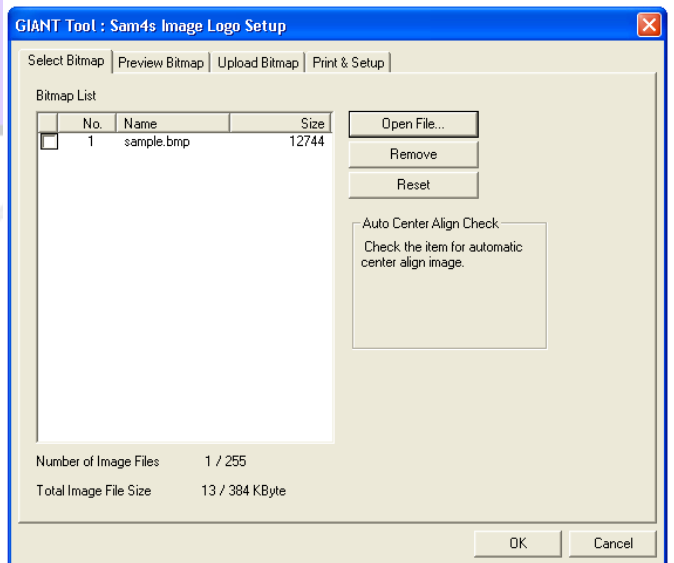 GIANT Tool : Sam4s Image Logo Setup
Select Bitmap Preview Bitmap Upload Bitmap Print & Setup
Bitmap List
No. Name Size
1 sample.bmp 12744
Open File...
Remove
Reset
Auto Center Align Check
Check the item for automatic
center align image.
Number of Image Files 1 / 255
Total Image File Size 13 / 384 KByte
OK Cancel